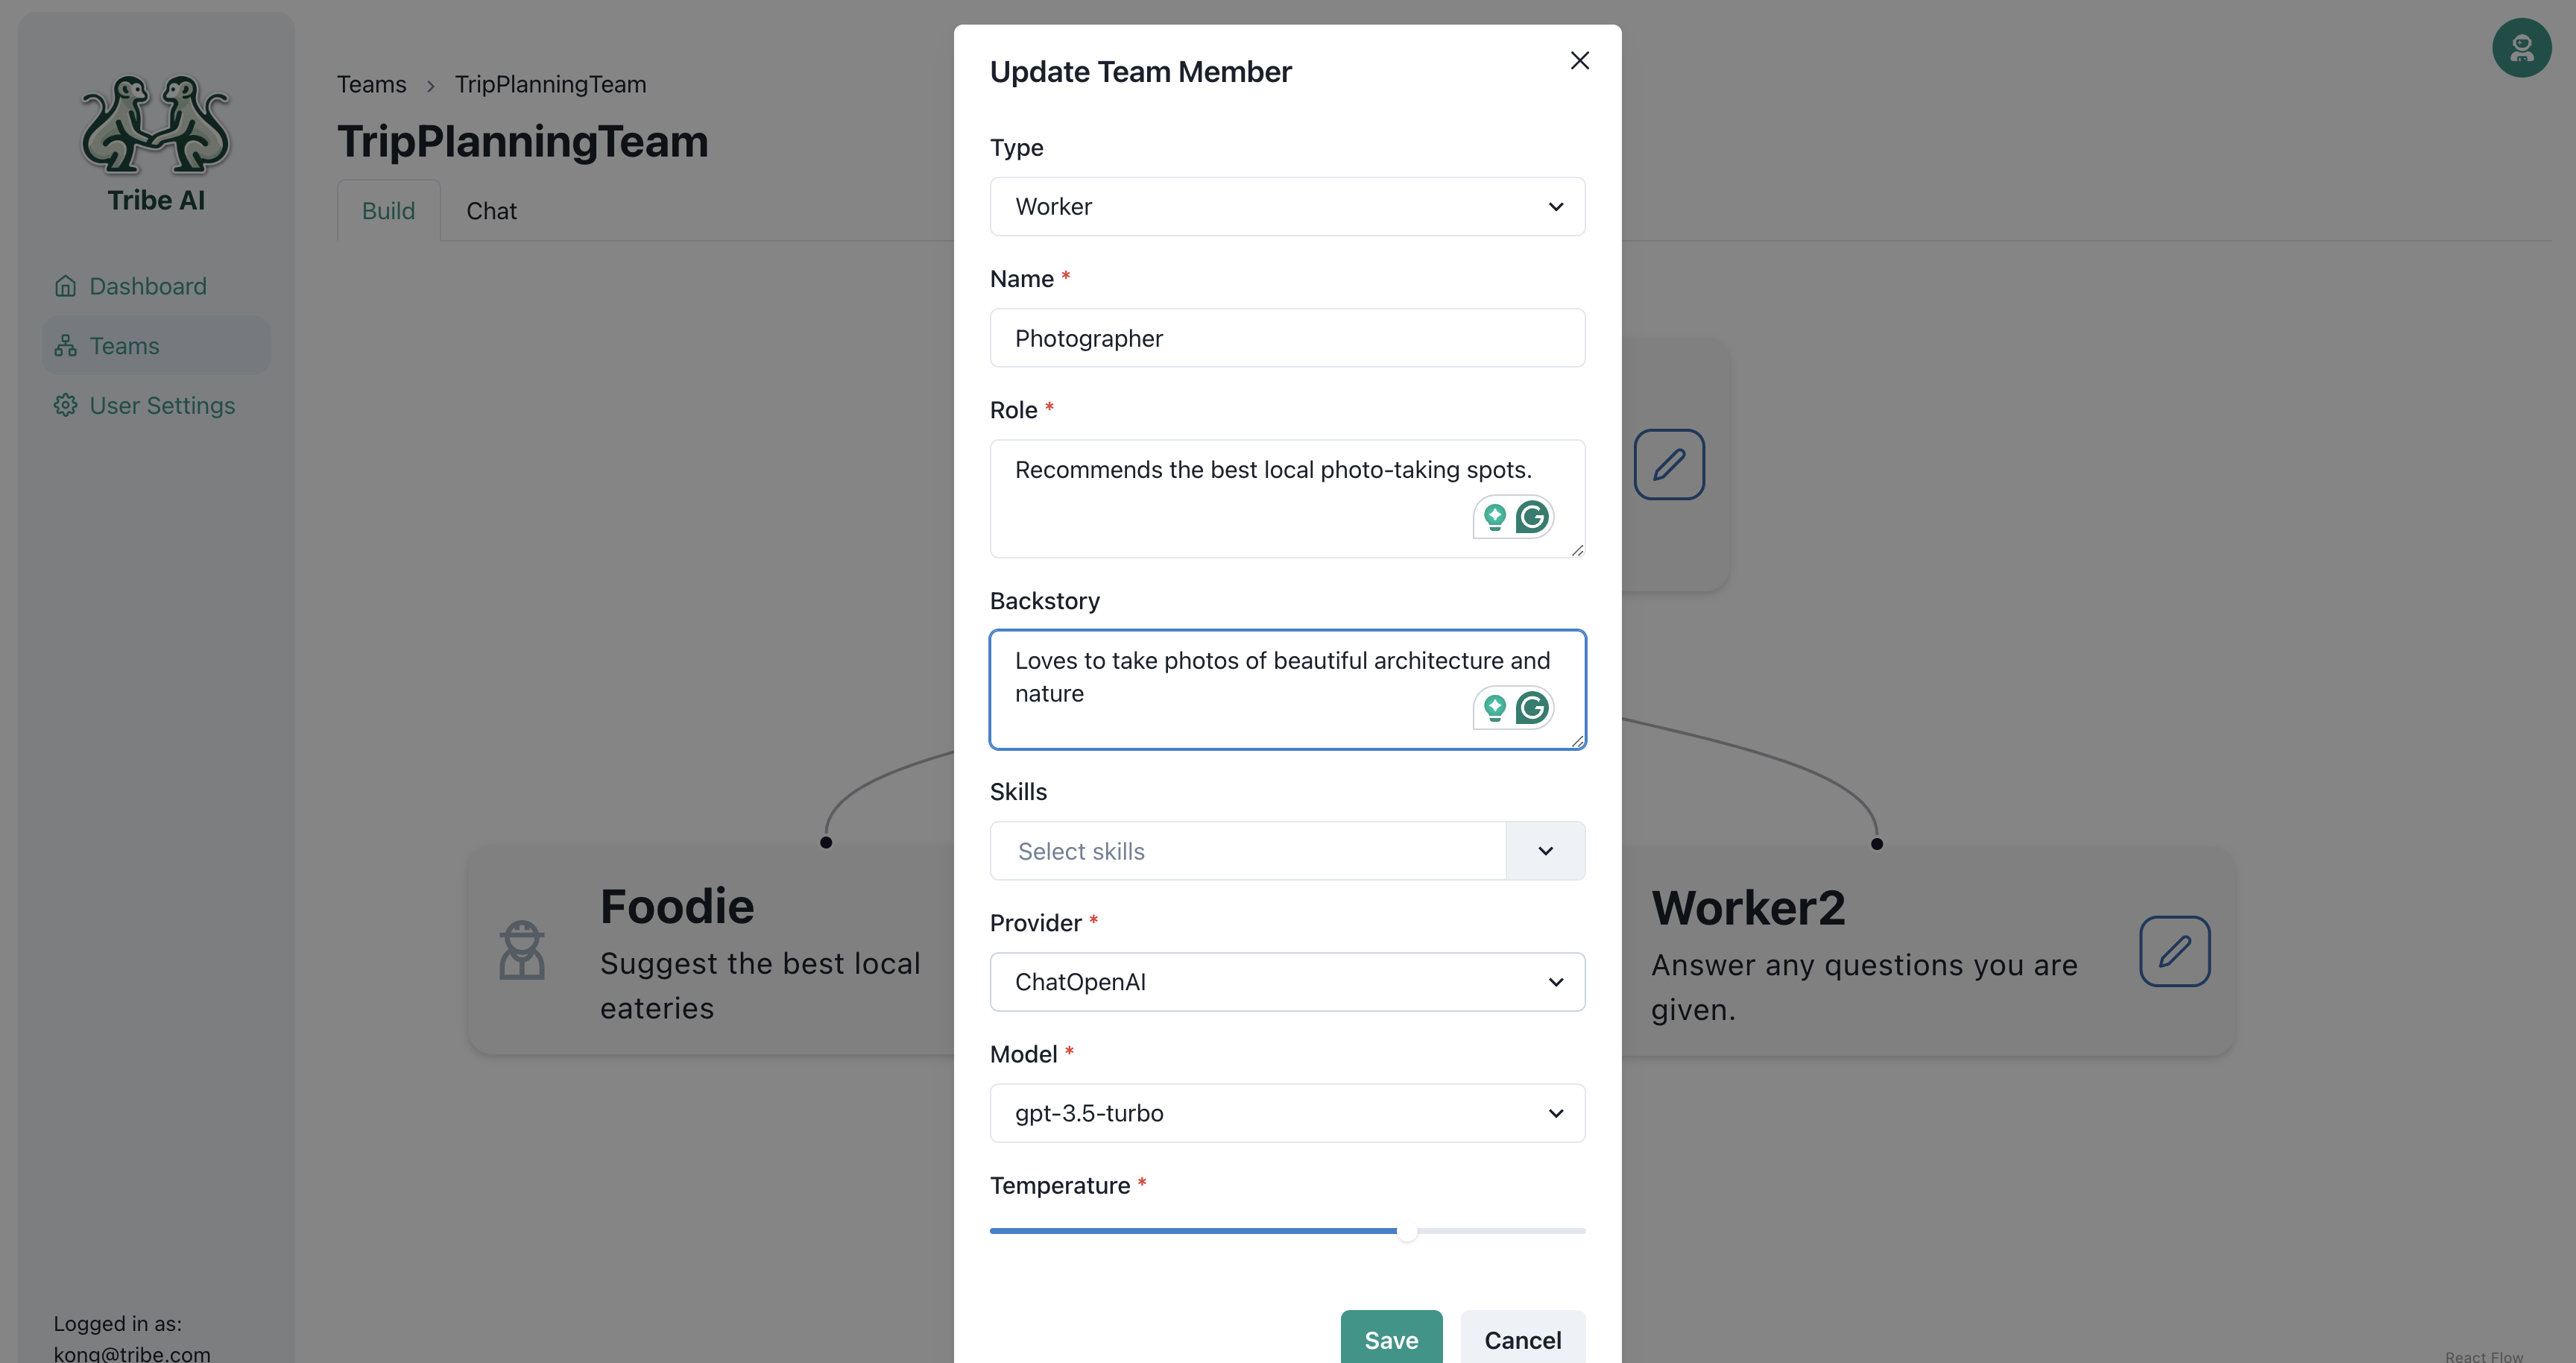 Tribe AI
Dashboard
Teams
User Settings
Logged in as:
kong@tribe.com
Teams > TripPlanningTeam
TripPlanningTeam
Build
Chat
Foodie
Suggest the best local
eateries
Worker2
Answer any questions you are
given.
React Flow
Update Team Member
Type
Worker
Name *
Photographer
Role *
Recommends the best local photo-taking spots.
Backstory
Loves to take photos of beautiful architecture and
nature
Skills
Select skills
Provider *
ChatOpenAI
Model *
gpt-3.5-turbo
Temperature *
Save
Cancel